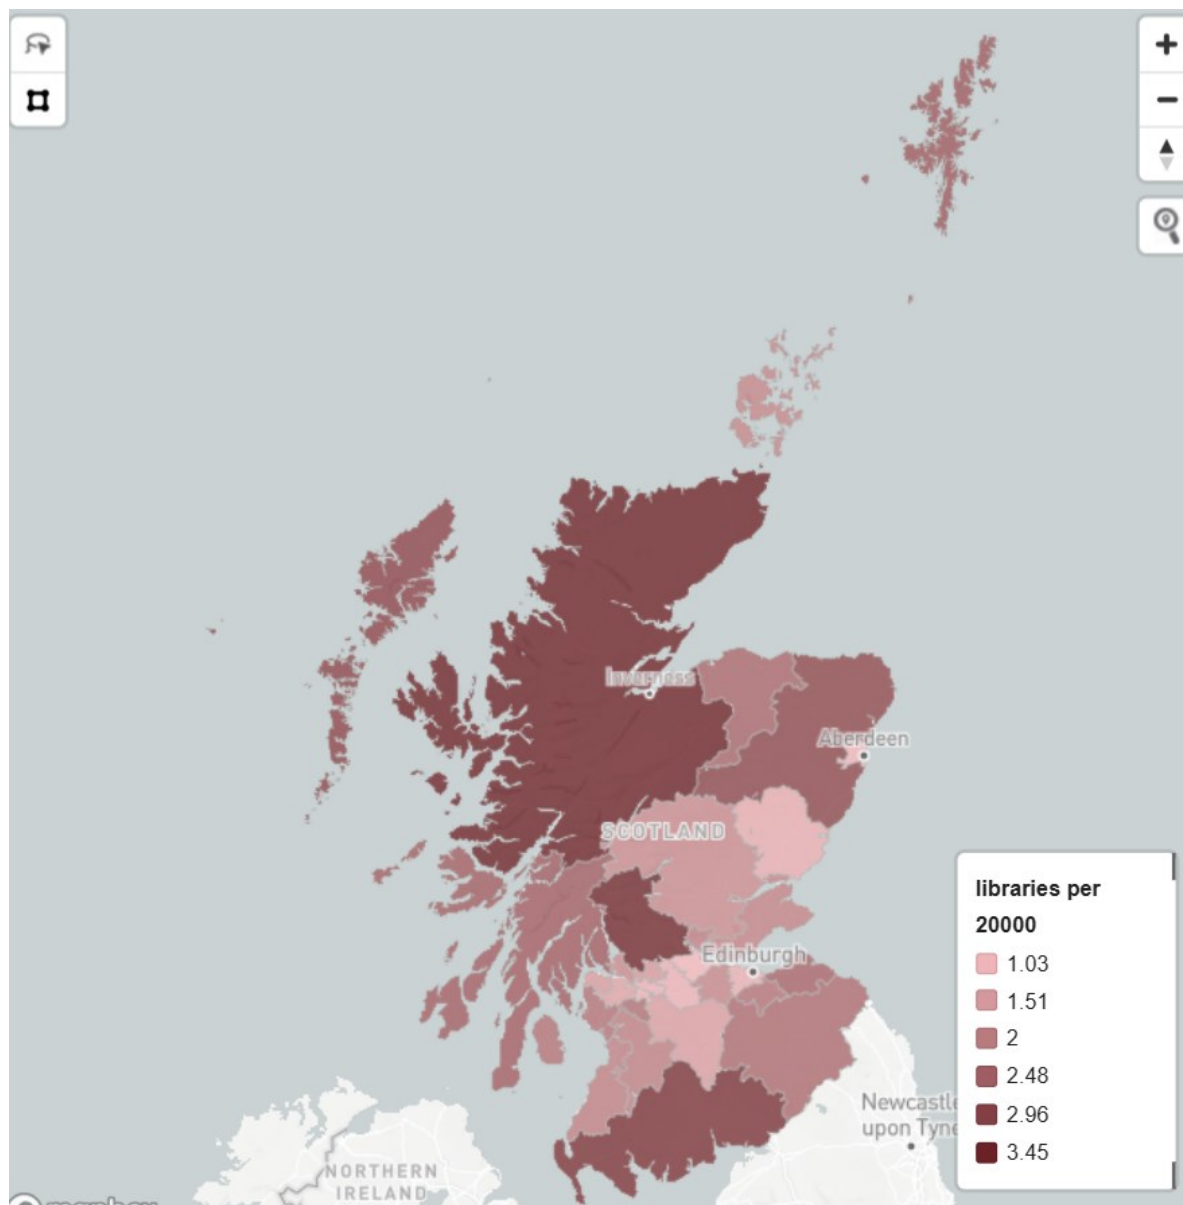 Inverness
Aberdeen
SCOTLAND
Edinburgh
libraries per
20000
1.03
1.51
2
2.48
2.96
3.45
Newcastle
upon Tyne
NORTHERN
IRELAND
mapbox